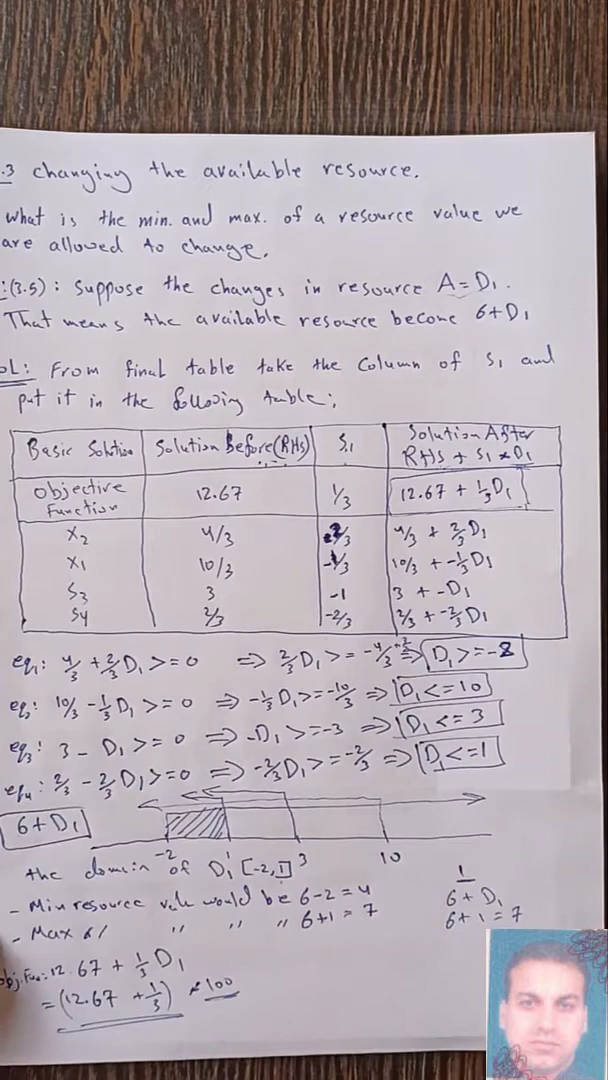 .3 changing the available resource.
what is the min. and max. of a resource value we
are allowed to change.
:(3.5): Suppose the changes in resource A = D₁.
That means the available resource become 6+D₁
OL: From final table take the column of S₁ and
put it in the following table:
Basic Solution | Solution Before (RHS) | S₁ | Solution After RHS + S₁ * D₁
Objective Function | 12.67 | 1/3 | 12.67 + 1/3 D₁
X₂ | 4/3 | 2/3 | 4/3 + 2/3 D₁
X₁ | 10/3 | -1/3 | 10/3 + -1/3 D₁
S₃ | 3 | -1 | 3 + -D₁
S₄ | 2/3 | -2/3 | 2/3 + -2/3 D₁
eq₁: 4/3 + 2/3 D₁ >= 0 => 2/3 D₁ >= -4/3 => D₁ >= -2
eq₂: 10/3 - 1/3 D₁ >= 0 => -1/3 D₁ >= -10/3 => D₁ <= 10
eq₃: 3 - D₁ >= 0 => -D₁ >= -3 => D₁ <= 3
eq₄: 2/3 - 2/3 D₁ >= 0 => -2/3 D₁ >= -2/3 => D₁ <= 1
6+D₁
-2 1 3 10
the domain of D₁ [-2,1]
- Min resource vale would be 6-2 = 4
- Max // // // // 6+1 = 7
1
6+D₁
6+1 = 7
obj.Fun: 12.67 + 1/3 D₁
= (12.67 + 1/3) * 100